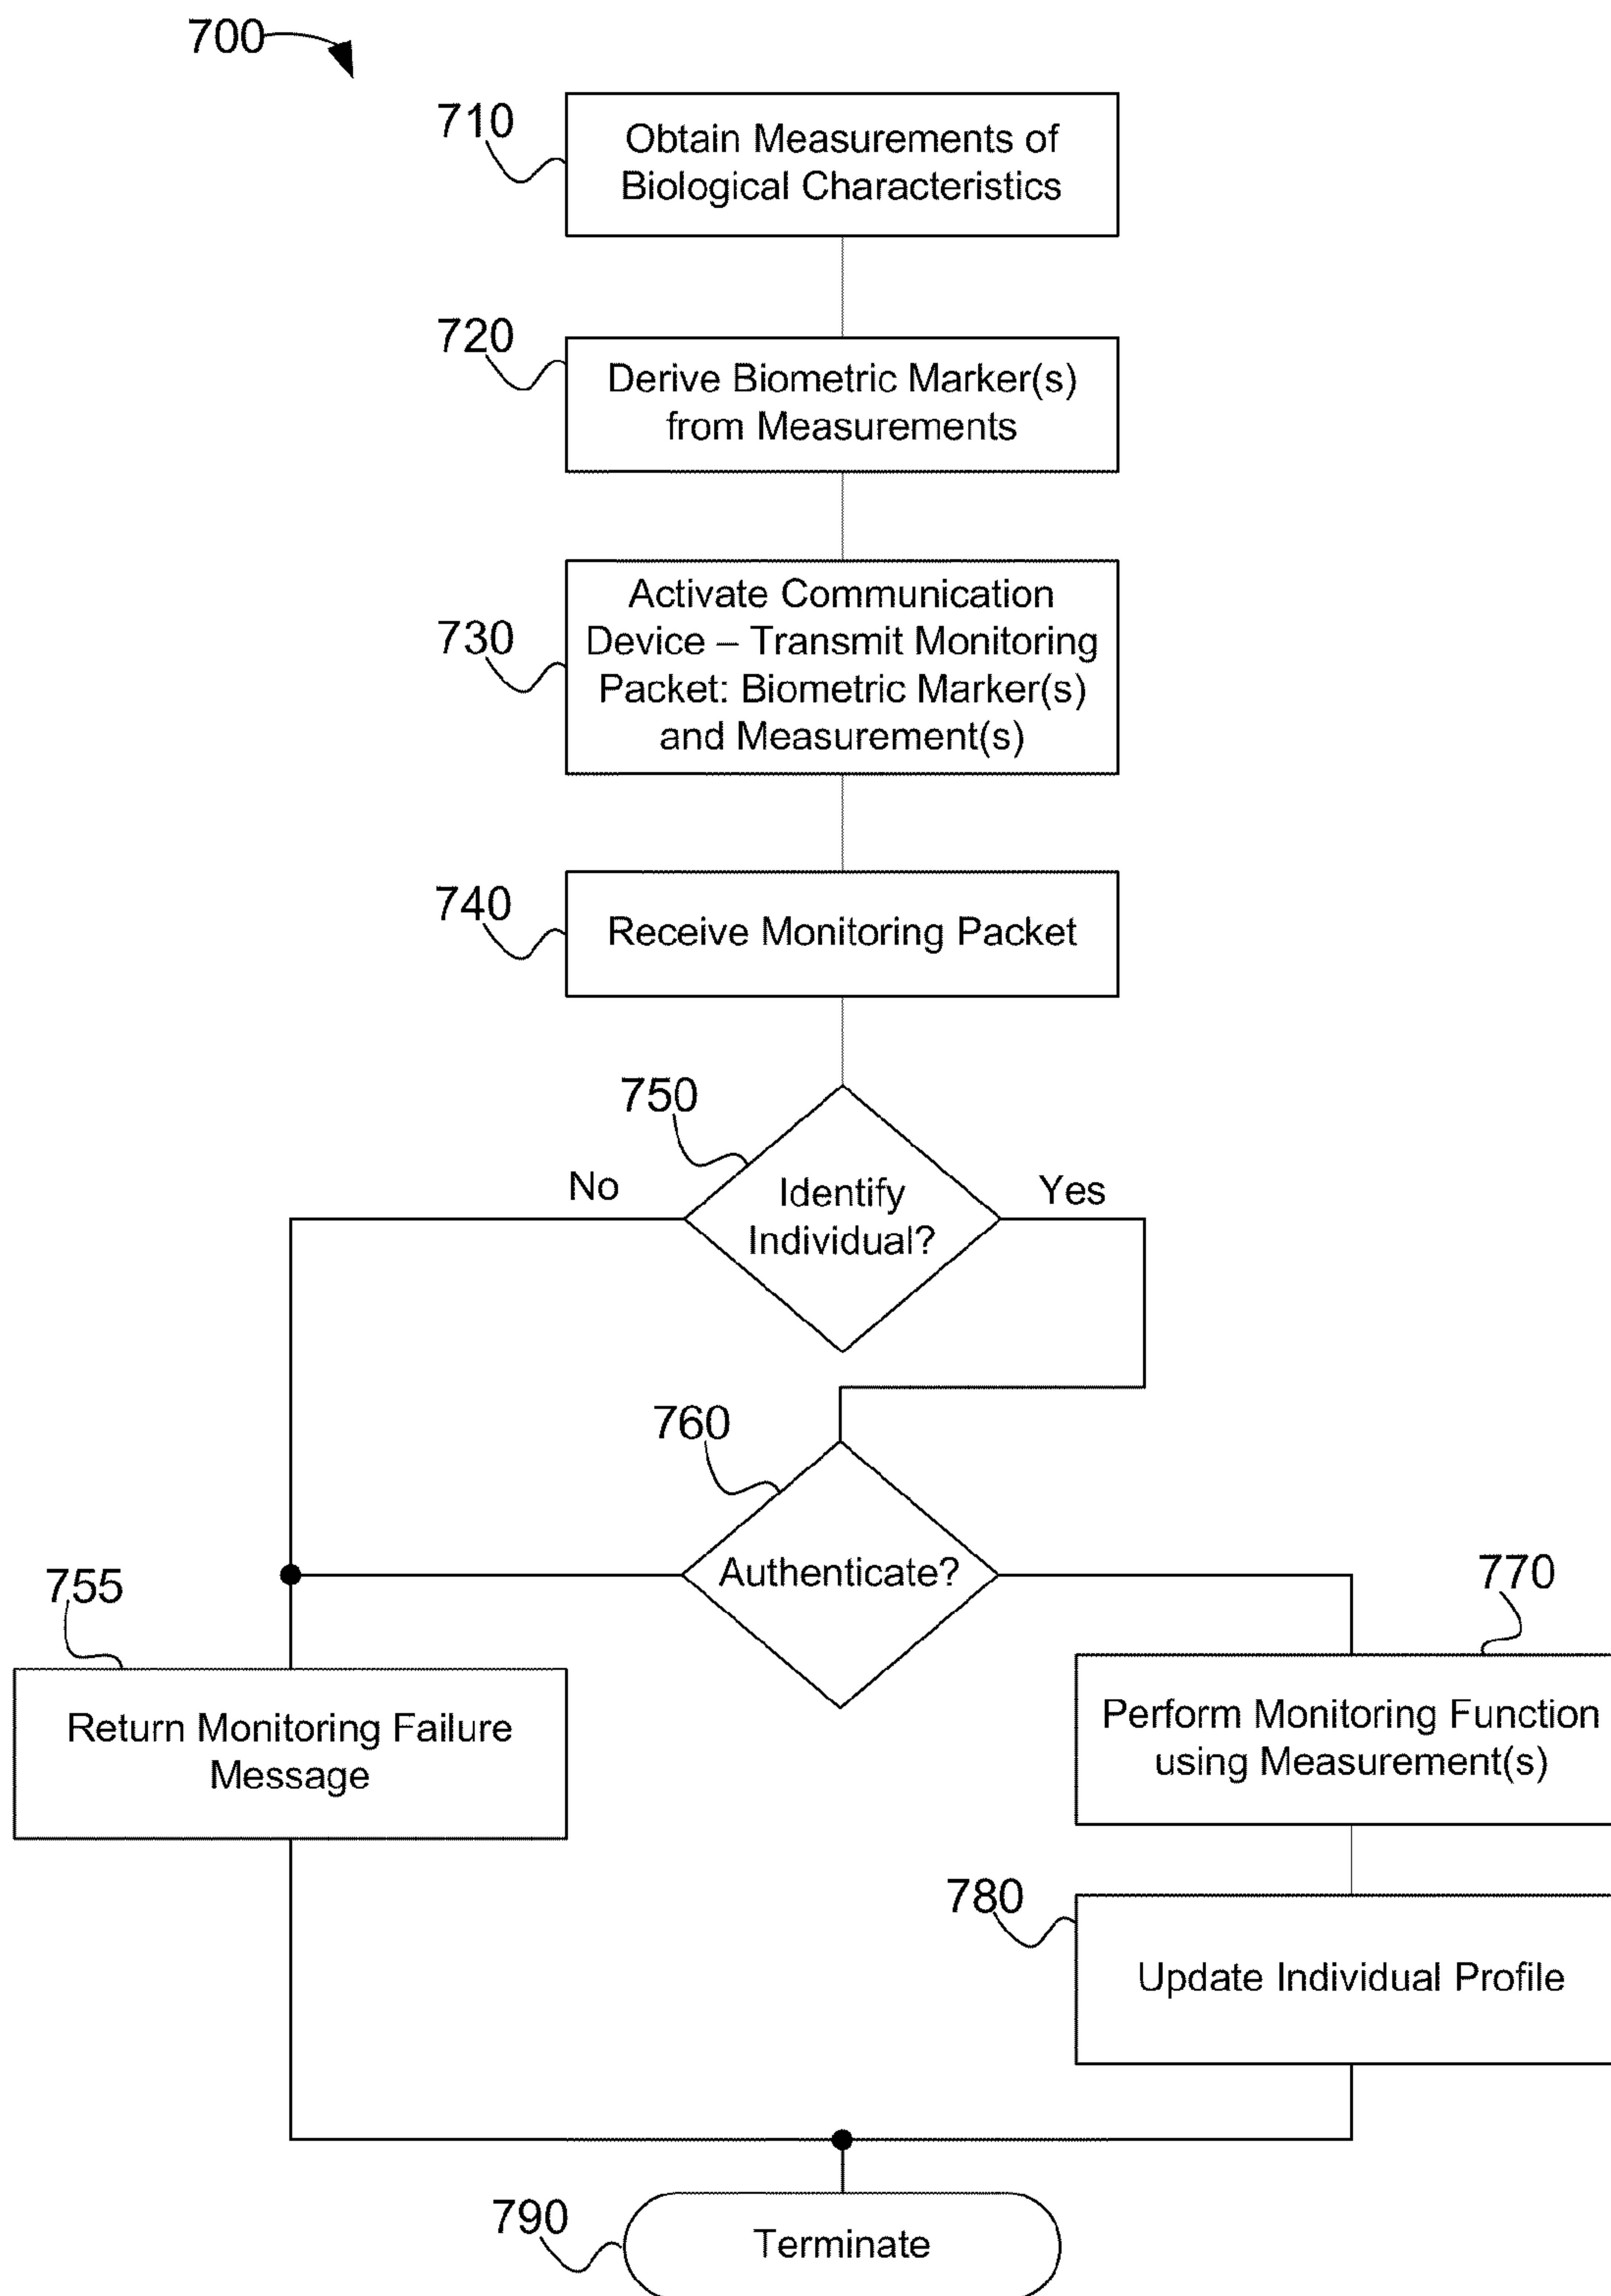 700
710
Obtain Measurements of
Biological Characteristics
720
Derive Biometric Marker(s)
from Measurements
730
Activate Communication
Device – Transmit Monitoring
Packet: Biometric Marker(s)
and Measurement(s)
740
Receive Monitoring Packet
750
No
Identify
Individual?
Yes
760
Authenticate?
755
Return Monitoring Failure
Message
770
Perform Monitoring Function
using Measurement(s)
780
Update Individual Profile
790
Terminate